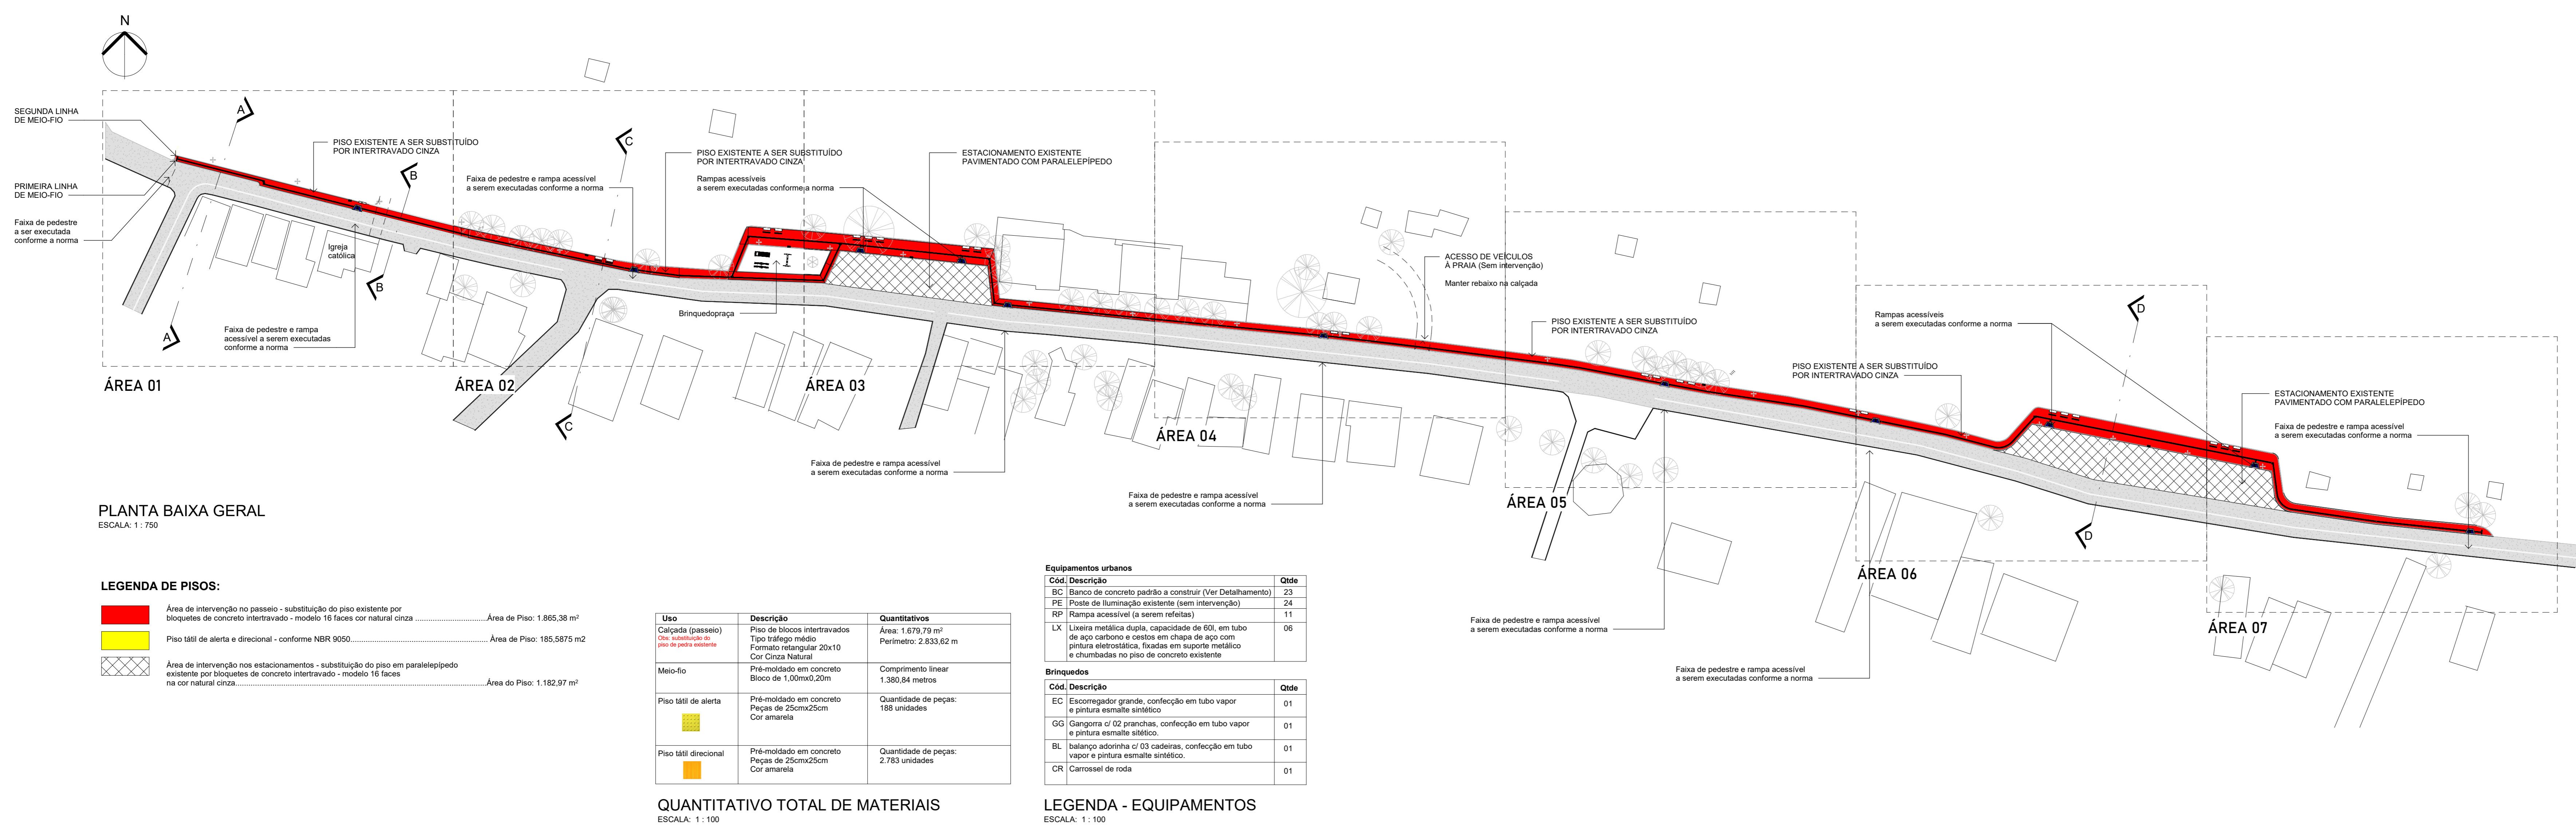 N
SEGUNDA LINHA
DE MEIO-FIO
PRIMEIRA LINHA
DE MEIO-FIO
Faixa de pedestre
a ser executada
conforme a norma
A
A
PISO EXISTENTE A SER SUBSTITUÍDO
POR INTERTRAVADO CINZA
B
B
Igreja
católica
Faixa de pedestre e rampa
acessível a serem executadas
conforme a norma
ÁREA 01
Faixa de pedestre e rampa acessível
a serem executadas conforme a norma
C
C
ÁREA 02
PISO EXISTENTE A SER SUBSTITUÍDO
POR INTERTRAVADO CINZA
Rampas acessíveis
a serem executadas conforme a norma
Brinquedopraça
ESTACIONAMENTO EXISTENTE
PAVIMENTADO COM PARALELEPÍPEDO
ÁREA 03
Faixa de pedestre e rampa acessível
a serem executadas conforme a norma
ACESSO DE VEÍCULOS
À PRAIA (Sem intervenção)
Manter rebaixo na calçada
ÁREA 04
Faixa de pedestre e rampa acessível
a serem executadas conforme a norma
PISO EXISTENTE A SER SUBSTITUÍDO
POR INTERTRAVADO CINZA
ÁREA 05
Faixa de pedestre e rampa acessível
a serem executadas conforme a norma
Rampas acessíveis
a serem executadas conforme a norma
PISO EXISTENTE A SER SUBSTITUÍDO
POR INTERTRAVADO CINZA
D
D
ÁREA 06
Faixa de pedestre e rampa acessível
a serem executadas conforme a norma
ESTACIONAMENTO EXISTENTE
PAVIMENTADO COM PARALELEPÍPEDO
Faixa de pedestre e rampa acessível
a serem executadas conforme a norma
ÁREA 07
PLANTA BAIXA GERAL
ESCALA: 1 : 750
LEGENDA DE PISOS:
Área de intervenção no passeio - substituição do piso existente por
bloquetes de concreto intertravado - modelo 16 faces cor natural cinza ................................Área de Piso: 1.865,38 m²
Piso tátil de alerta e direcional - conforme NBR 9050............................................................. Área de Piso: 185,5875 m2
Área de intervenção nos estacionamentos - substituição do piso em paralelepípedo
existente por bloquetes de concreto intertravado - modelo 16 faces
na cor natural cinza................................................................................................................Área do Piso: 1.182,97 m²
Uso Descrição Quantitativos
Calçada (passeio) Piso de blocos intertravados Área: 1.679,79 m²
Obs: substituição do Tipo tráfego médio Perímetro: 2.833,62 m
piso de pedra existente Formato retangular 20x10
Cor Cinza Natural
Meio-fio Pré-moldado em concreto Comprimento linear
Bloco de 1,00mx0,20m 1.380,84 metros
Piso tátil de alerta Pré-moldado em concreto Quantidade de peças:
Peças de 25cmx25cm 188 unidades
Cor amarela
Piso tátil direcional Pré-moldado em concreto Quantidade de peças:
Peças de 25cmx25cm 2.783 unidades
Cor amarela
QUANTITATIVO TOTAL DE MATERIAIS
ESCALA: 1 : 100
Equipamentos urbanos
Cód. Descrição Qtde
BC Banco de concreto padrão a construir (Ver Detalhamento) 23
PE Poste de Iluminação existente (sem intervenção) 24
RP Rampa acessível (a serem refeitas) 11
LX Lixeira metálica dupla, capacidade de 60l, em tubo 06
de aço carbono e cestos em chapa de aço com
pintura eletrostática, fixadas em suporte metálico
e chumbadas no piso de concreto existente
Brinquedos
Cód. Descrição Qtde
EC Escorregador grande, confecção em tubo vapor 01
e pintura esmalte sintético
GG Gangorra c/ 02 pranchas, confecção em tubo vapor 01
e pintura esmalte sitético.
BL balanço adorinha c/ 03 cadeiras, confecção em tubo 01
vapor e pintura esmalte sintético.
CR Carrossel de roda 01
LEGENDA - EQUIPAMENTOS
ESCALA: 1 : 100